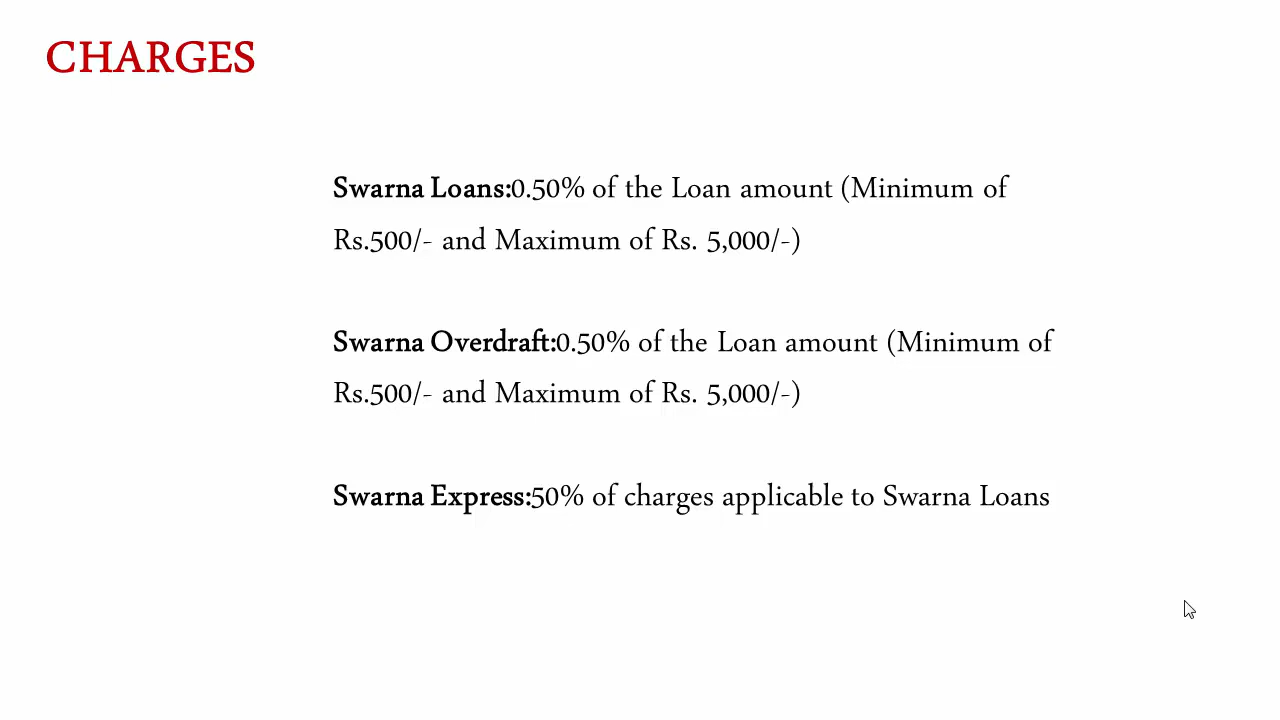 CHARGES
Swarna Loans:0.50% of the Loan amount (Minimum of
Rs.500/- and Maximum of Rs. 5,000/-)
Swarna Overdraft:0.50% of the Loan amount (Minimum of
Rs.500/- and Maximum of Rs. 5,000/-)
Swarna Express:50% of charges applicable to Swarna Loans